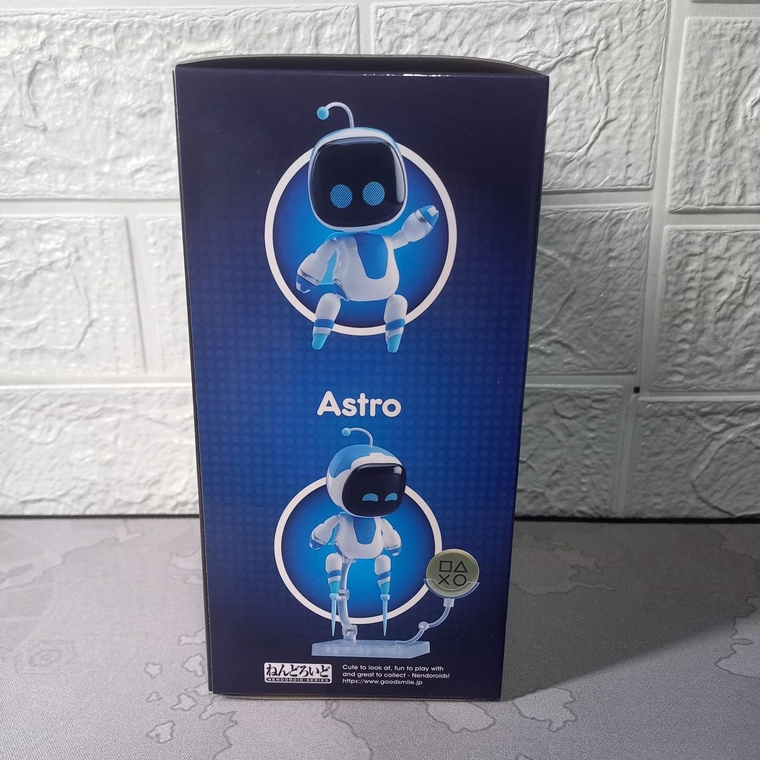 Astro
ねんどろいど
NENDOROID SERIES
Cute to look at, fun to play with
and great to collect - Nendoroids!
https://www.goodsmile.jp